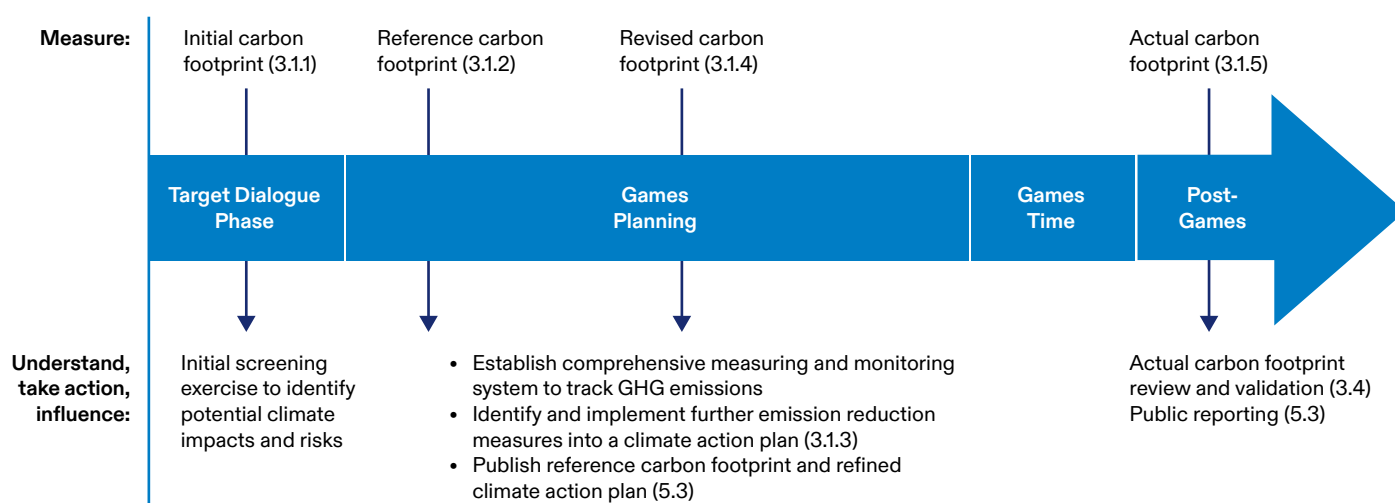 Measure:
Initial carbon
footprint (3.1.1)
Reference carbon
footprint (3.1.2)
Revised carbon
footprint (3.1.4)
Actual carbon
footprint (3.1.5)
Target Dialogue
Phase
Games
Planning
Games
Time
Post-
Games
Understand,
take action,
influence:
Initial screening
exercise to identify
potential climate
impacts and risks
• Establish comprehensive measuring and monitoring
system to track GHG emissions
• Identify and implement further emission reduction
measures into a climate action plan (3.1.3)
• Publish reference carbon footprint and refined
climate action plan (5.3)
Actual carbon footprint
review and validation (3.4)
Public reporting (5.3)